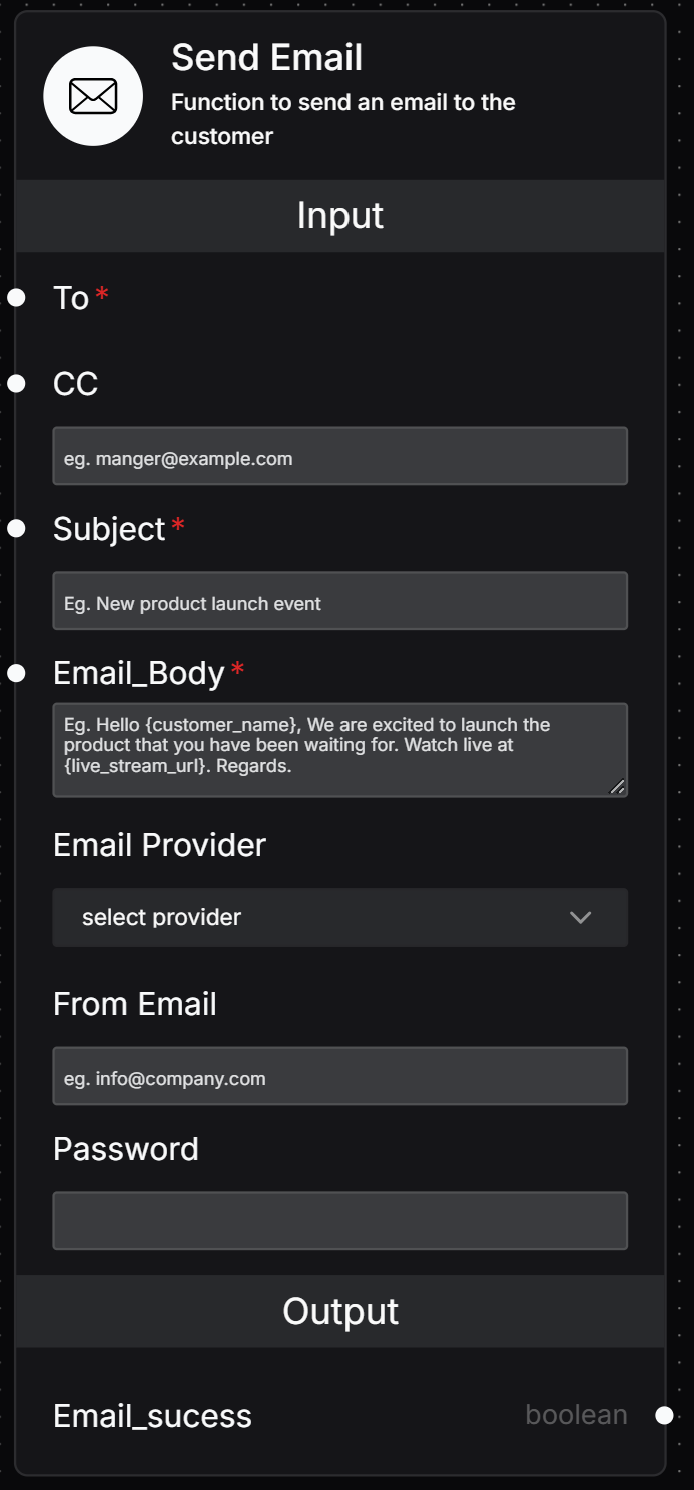 Send Email
Function to send an email to the
customer
Input
To *
CC
eg. manger@example.com
Subject *
Eg. New product launch event
Email_Body *
Eg. Hello {customer_name}, We are excited to launch the
product that you have been waiting for. Watch live at
{live_stream_url}. Regards.
Email Provider
select provider
From Email
eg. info@company.com
Password
Output
Email_sucess boolean